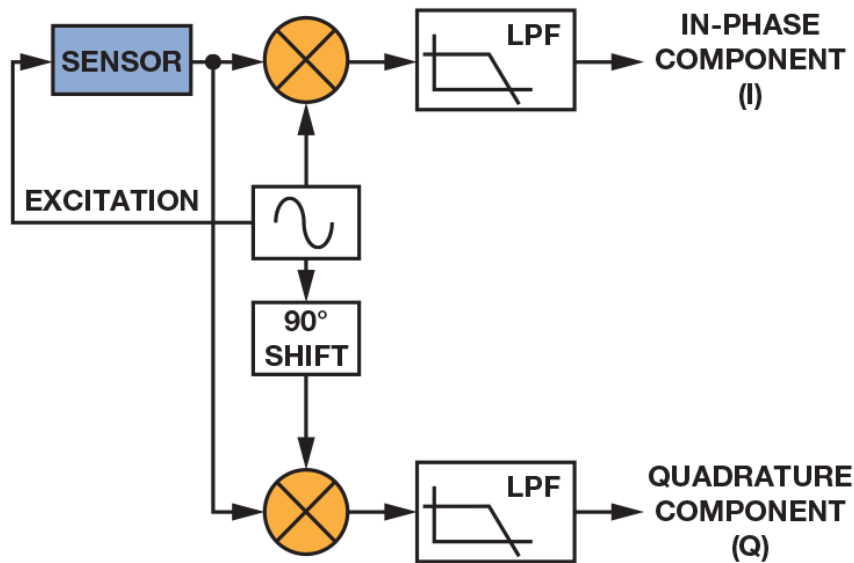 SENSOR
LPF
IN-PHASE
COMPONENT
(I)
EXCITATION
90°
SHIFT
LPF
QUADRATURE
COMPONENT
(Q)